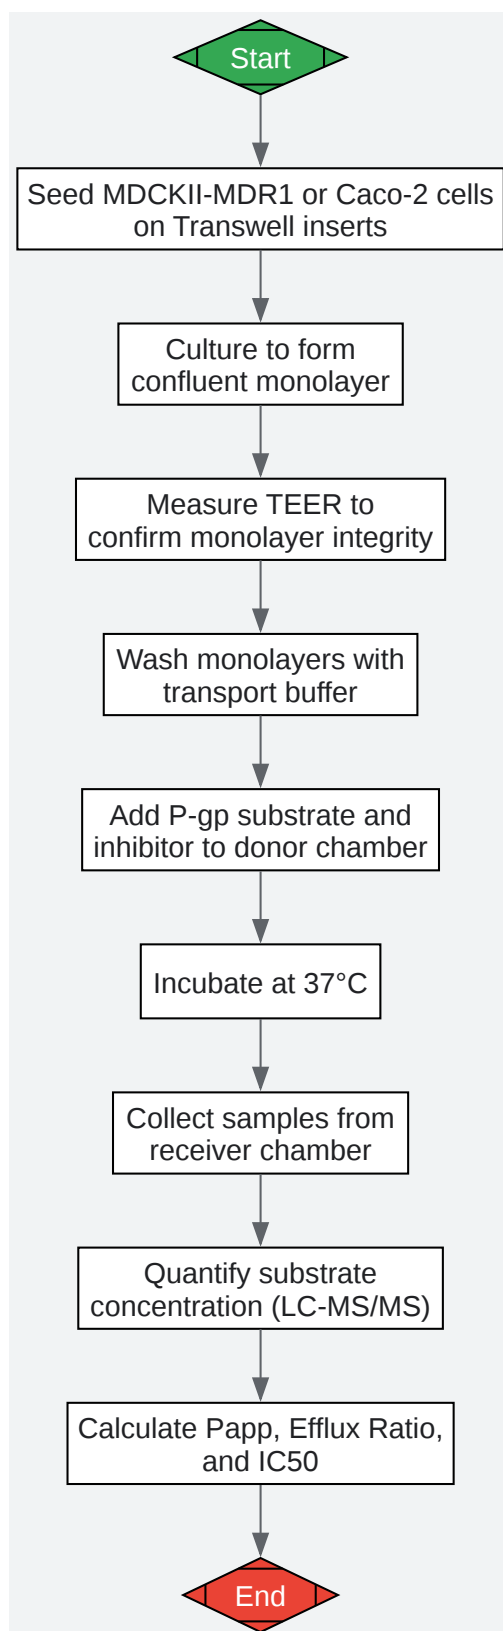 Start
Seed MDCKII-MDR1 or Caco-2 cells
on Transwell inserts
Culture to form
confluent monolayer
Measure TEER to
confirm monolayer integrity
Wash monolayers with
transport buffer
Add P-gp substrate and
inhibitor to donor chamber
Incubate at 37°C
Collect samples from
receiver chamber
Quantify substrate
concentration (LC-MS/MS)
Calculate Papp, Efflux Ratio,
and IC50
End